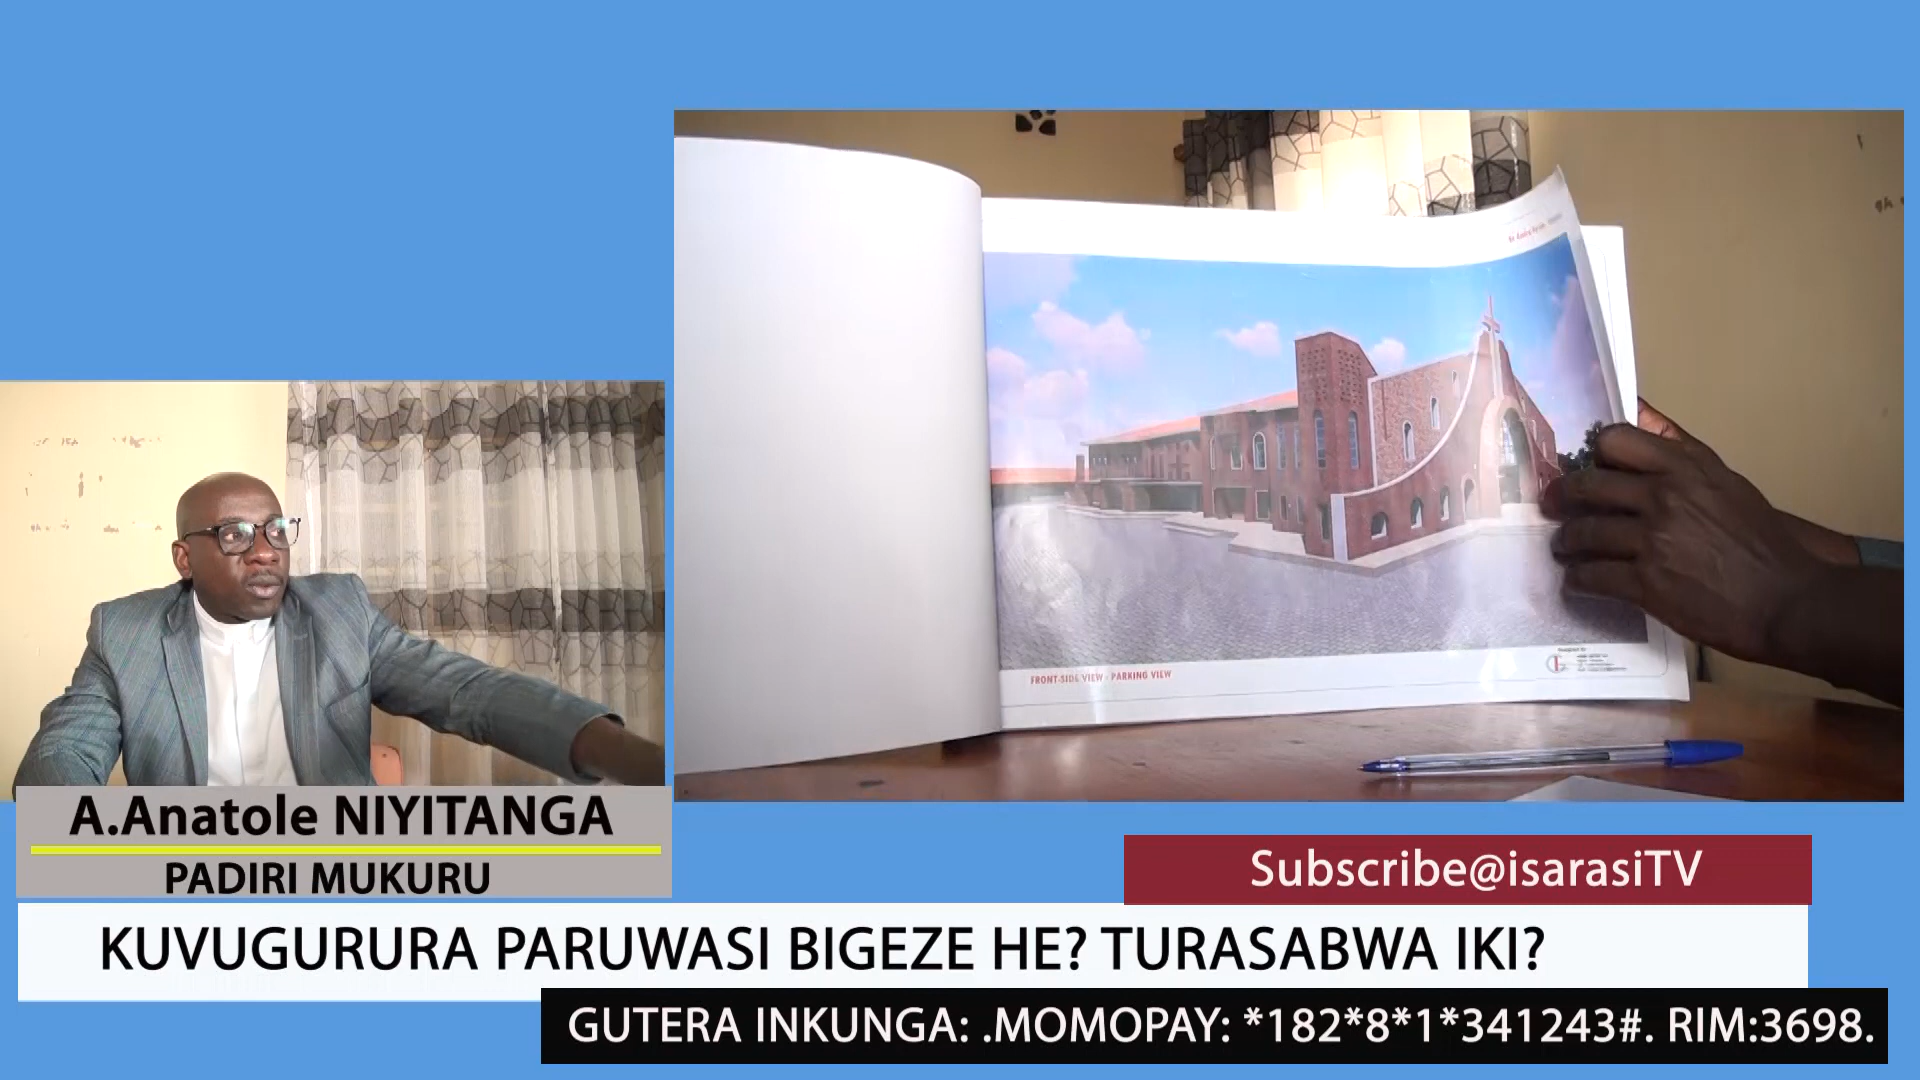 FRONT-SIDE VIEW - PARKING VIEW
A.Anatole NIYITANGA
PADIRI MUKURU
Subscribe@isarasiTV
KUVUGURURA PARUWASI BIGEZE HE? TURASABWA IKI?
GUTERA INKUNGA: .MOMOPAY: *182*8*1*341243#. RIM:3698.